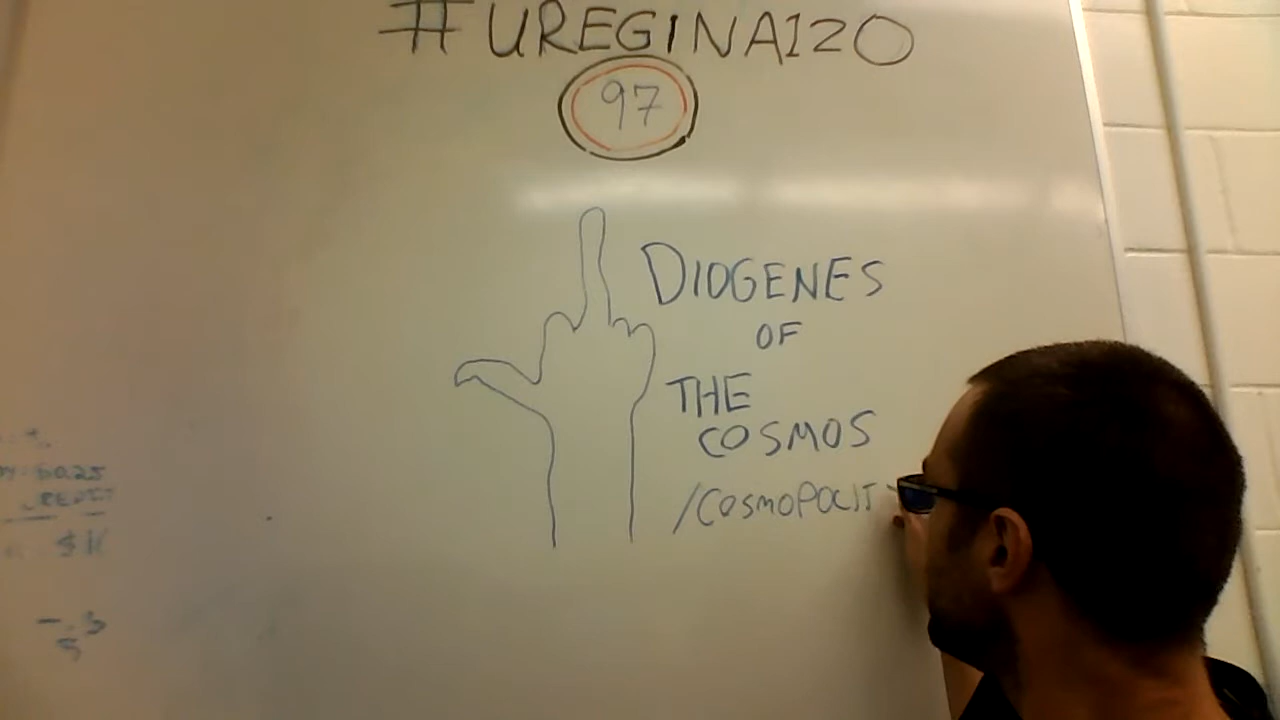 #UREGINA120
97
DIOGENES
OF
THE
COSMOS
/COSMOPOLIT